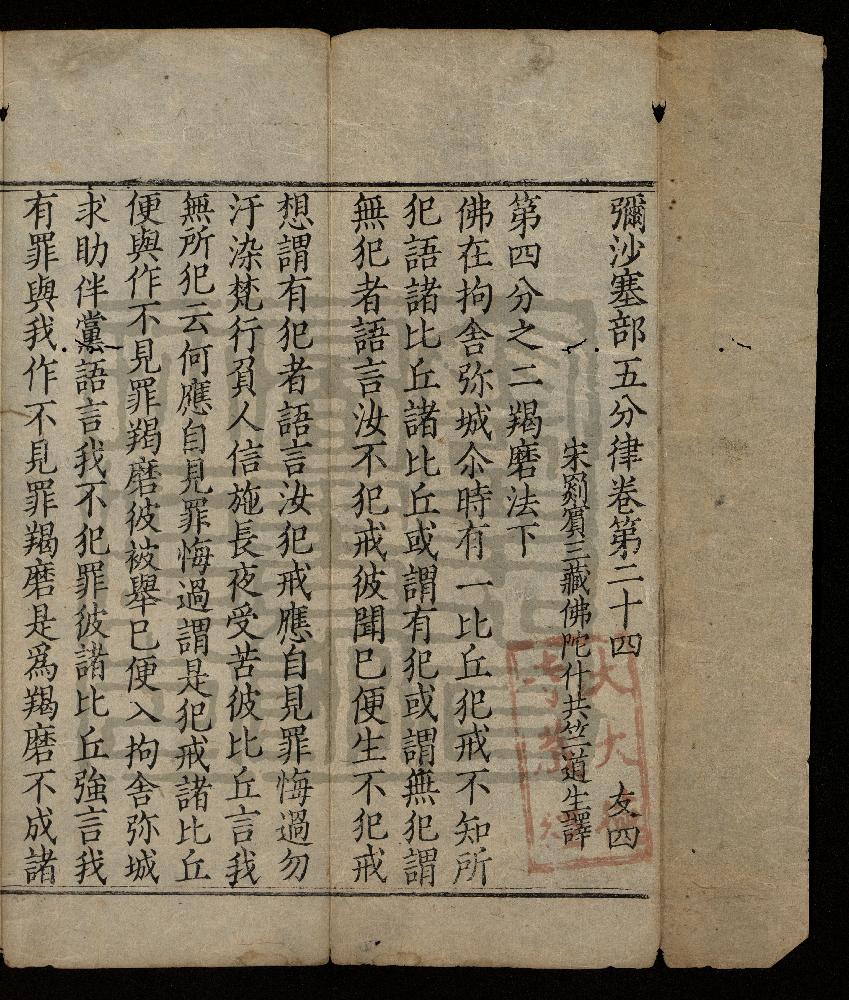 彌沙塞部五分律卷第二十四 友四
宋罽賓三藏佛陀什共竺道生譯
第四分之二羯磨法下
佛在拘舍弥城尒時有一比丘犯戒不知所
犯語諸比丘諸比丘或謂有犯或謂無犯謂
無犯者語言汝不犯戒彼聞巳便生不犯戒
想謂有犯者語言汝犯戒應自見罪悔過勿
汙染梵行負人信施長夜受苦彼比丘言我
無所犯云何應自見罪悔過謂是犯戒諸比丘
便與作不見罪羯磨彼被舉巳便入拘舍弥城
求助伴黨語言我不犯罪彼諸比丘強言我
有罪與我作不見罪羯磨是爲羯磨不成諸